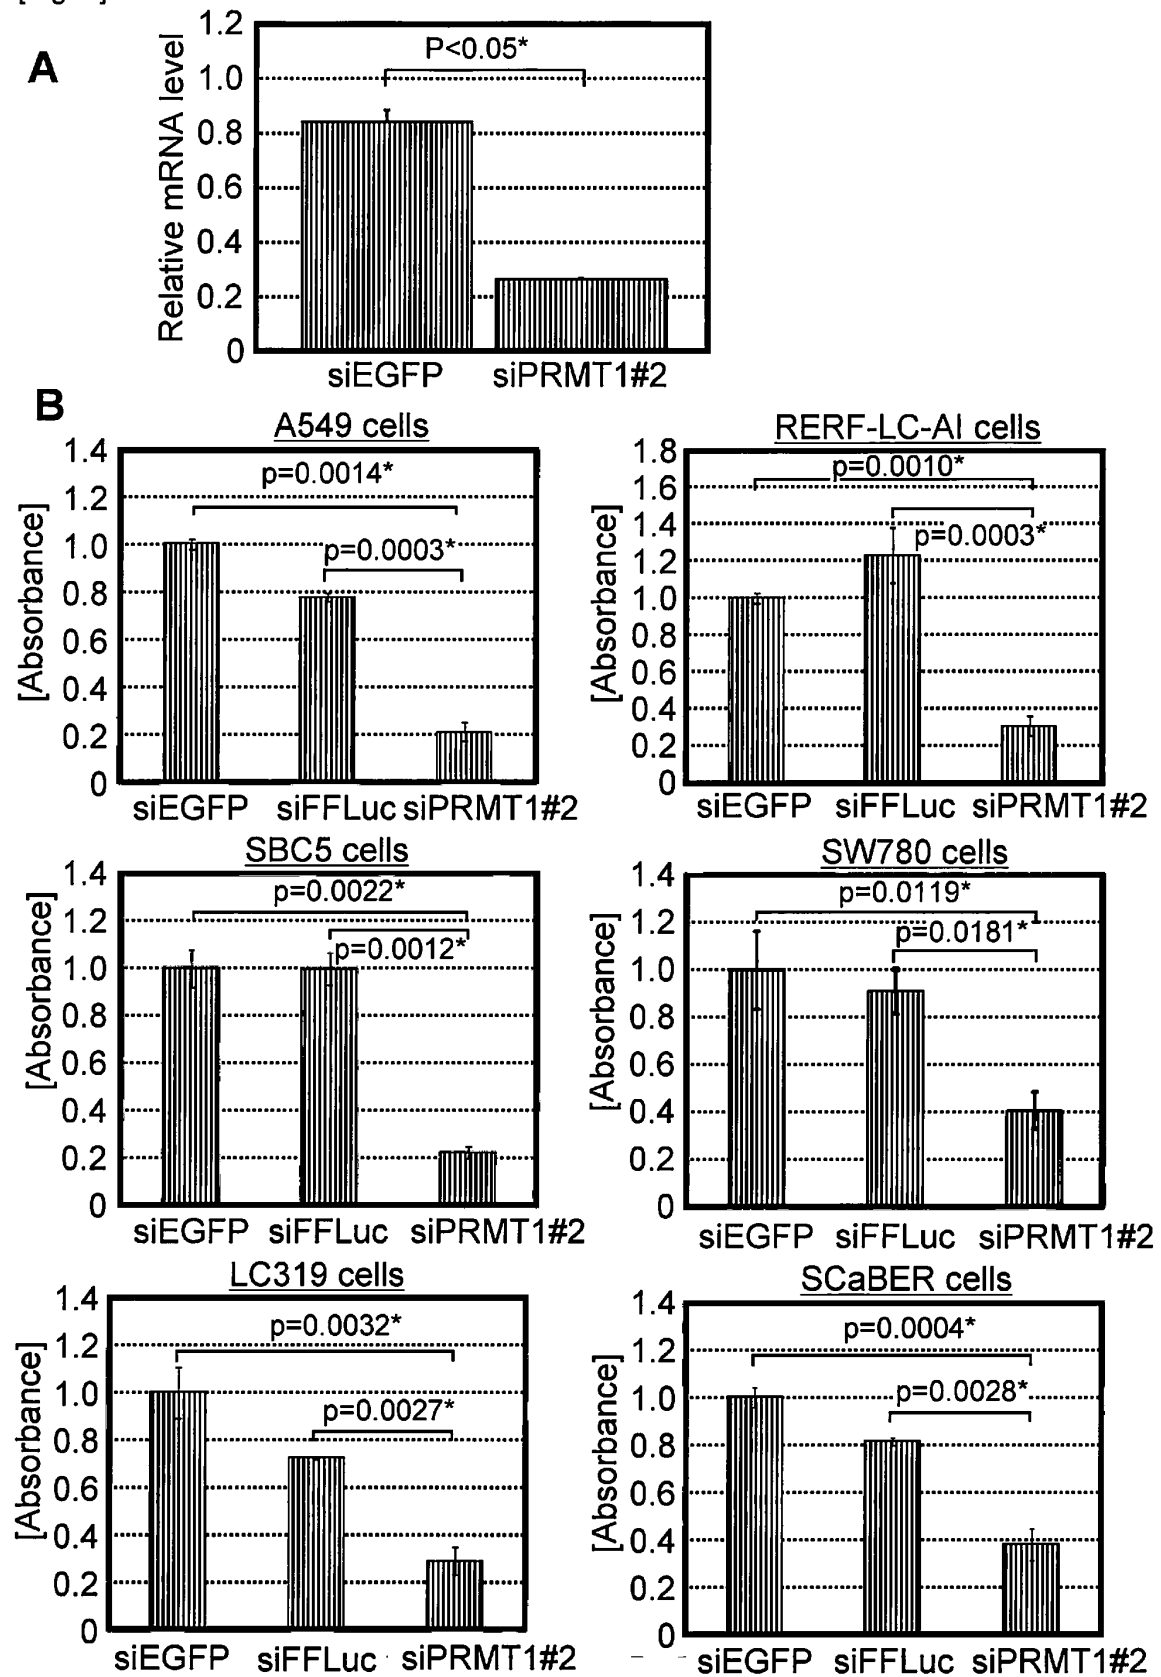 A
Relative mRNA level
1.2
1.0
0.8
0.6
0.4
0.2
0
P<0.05*
siEGFP siPRMT1#2
B
A549 cells
[Absorbance]
1.4
1.2
1.0
0.8
0.6
0.4
0.2
0
p=0.0014*
p=0.0003*
siEGFP siFFLuc siPRMT1#2
RERF-LC-AI cells
[Absorbance]
1.8
1.6
1.4
1.2
1.0
0.8
0.6
0.4
0.2
0
p=0.0010*
p=0.0003*
siEGFP siFFLuc siPRMT1#2
SBC5 cells
[Absorbance]
1.4
1.2
1.0
0.8
0.6
0.4
0.2
0
p=0.0022*
p=0.0012*
siEGFP siFFLuc siPRMT1#2
SW780 cells
[Absorbance]
1.4
1.2
1.0
0.8
0.6
0.4
0.2
0
p=0.0119*
p=0.0181*
siEGFP siFFLuc siPRMT1#2
LC319 cells
[Absorbance]
1.4
1.2
1.0
0.8
0.6
0.4
0.2
0
p=0.0032*
p=0.0027*
siEGFP siFFLuc siPRMT1#2
SCaBER cells
[Absorbance]
1.4
1.2
1.0
0.8
0.6
0.4
0.2
0
p=0.0004*
p=0.0028*
siEGFP siFFLuc siPRMT1#2